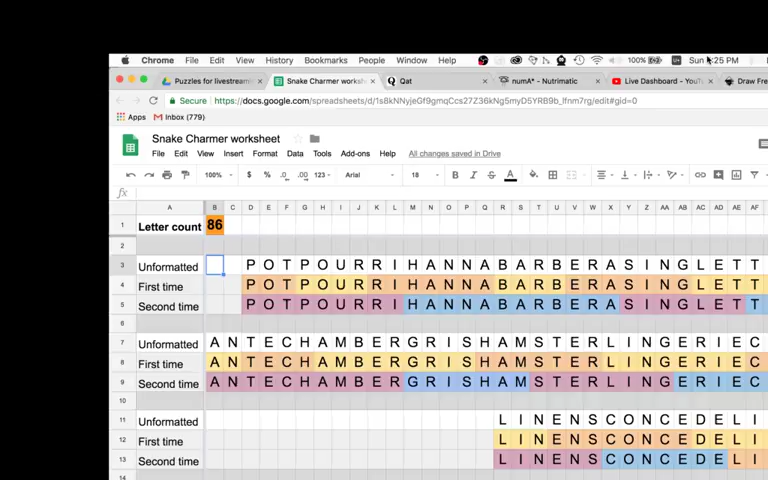 Chrome File Edit View History Bookmarks People Window Help 100% Sun 5:25 PM
Puzzles for livestream Snake Charmer worksh Qat numA* - Nutrimatic Live Dashboard - YouTu Draw Fre
Secure https://docs.google.com/spreadsheets/d/1s8kNNyjeGf9gmqCcs27Z36kNg5myD5YRB9b_lfnm7rg/edit#gid=0
Apps Inbox (779)
Snake Charmer worksheet
File Edit View Insert Format Data Tools Add-ons Help All changes saved in Drive
100% $ % .0 .00 123 Arial 18 B I S A
fx
A B C D E F G H I J K L M N O P Q R S T U V W X Y Z AA AB AC AD AE AF
1 Letter count 86
2
3 Unformatted P O T P O U R R I H A N N A B A R B E R A S I N G L E T T
4 First time P O T P O U R R I H A N N A B A R B E R A S I N G L E T T
5 Second time P O T P O U R R I H A N N A B A R B E R A S I N G L E T T
6
7 Unformatted A N T E C H A M B E R G R I S H A M S T E R L I N G E R I E C
8 First time A N T E C H A M B E R G R I S H A M S T E R L I N G E R I E C
9 Second time A N T E C H A M B E R G R I S H A M S T E R L I N G E R I E C
10
11 Unformatted L I N E N S C O N C E D E L I
12 First time L I N E N S C O N C E D E L I
13 Second time L I N E N S C O N C E D E L I
14